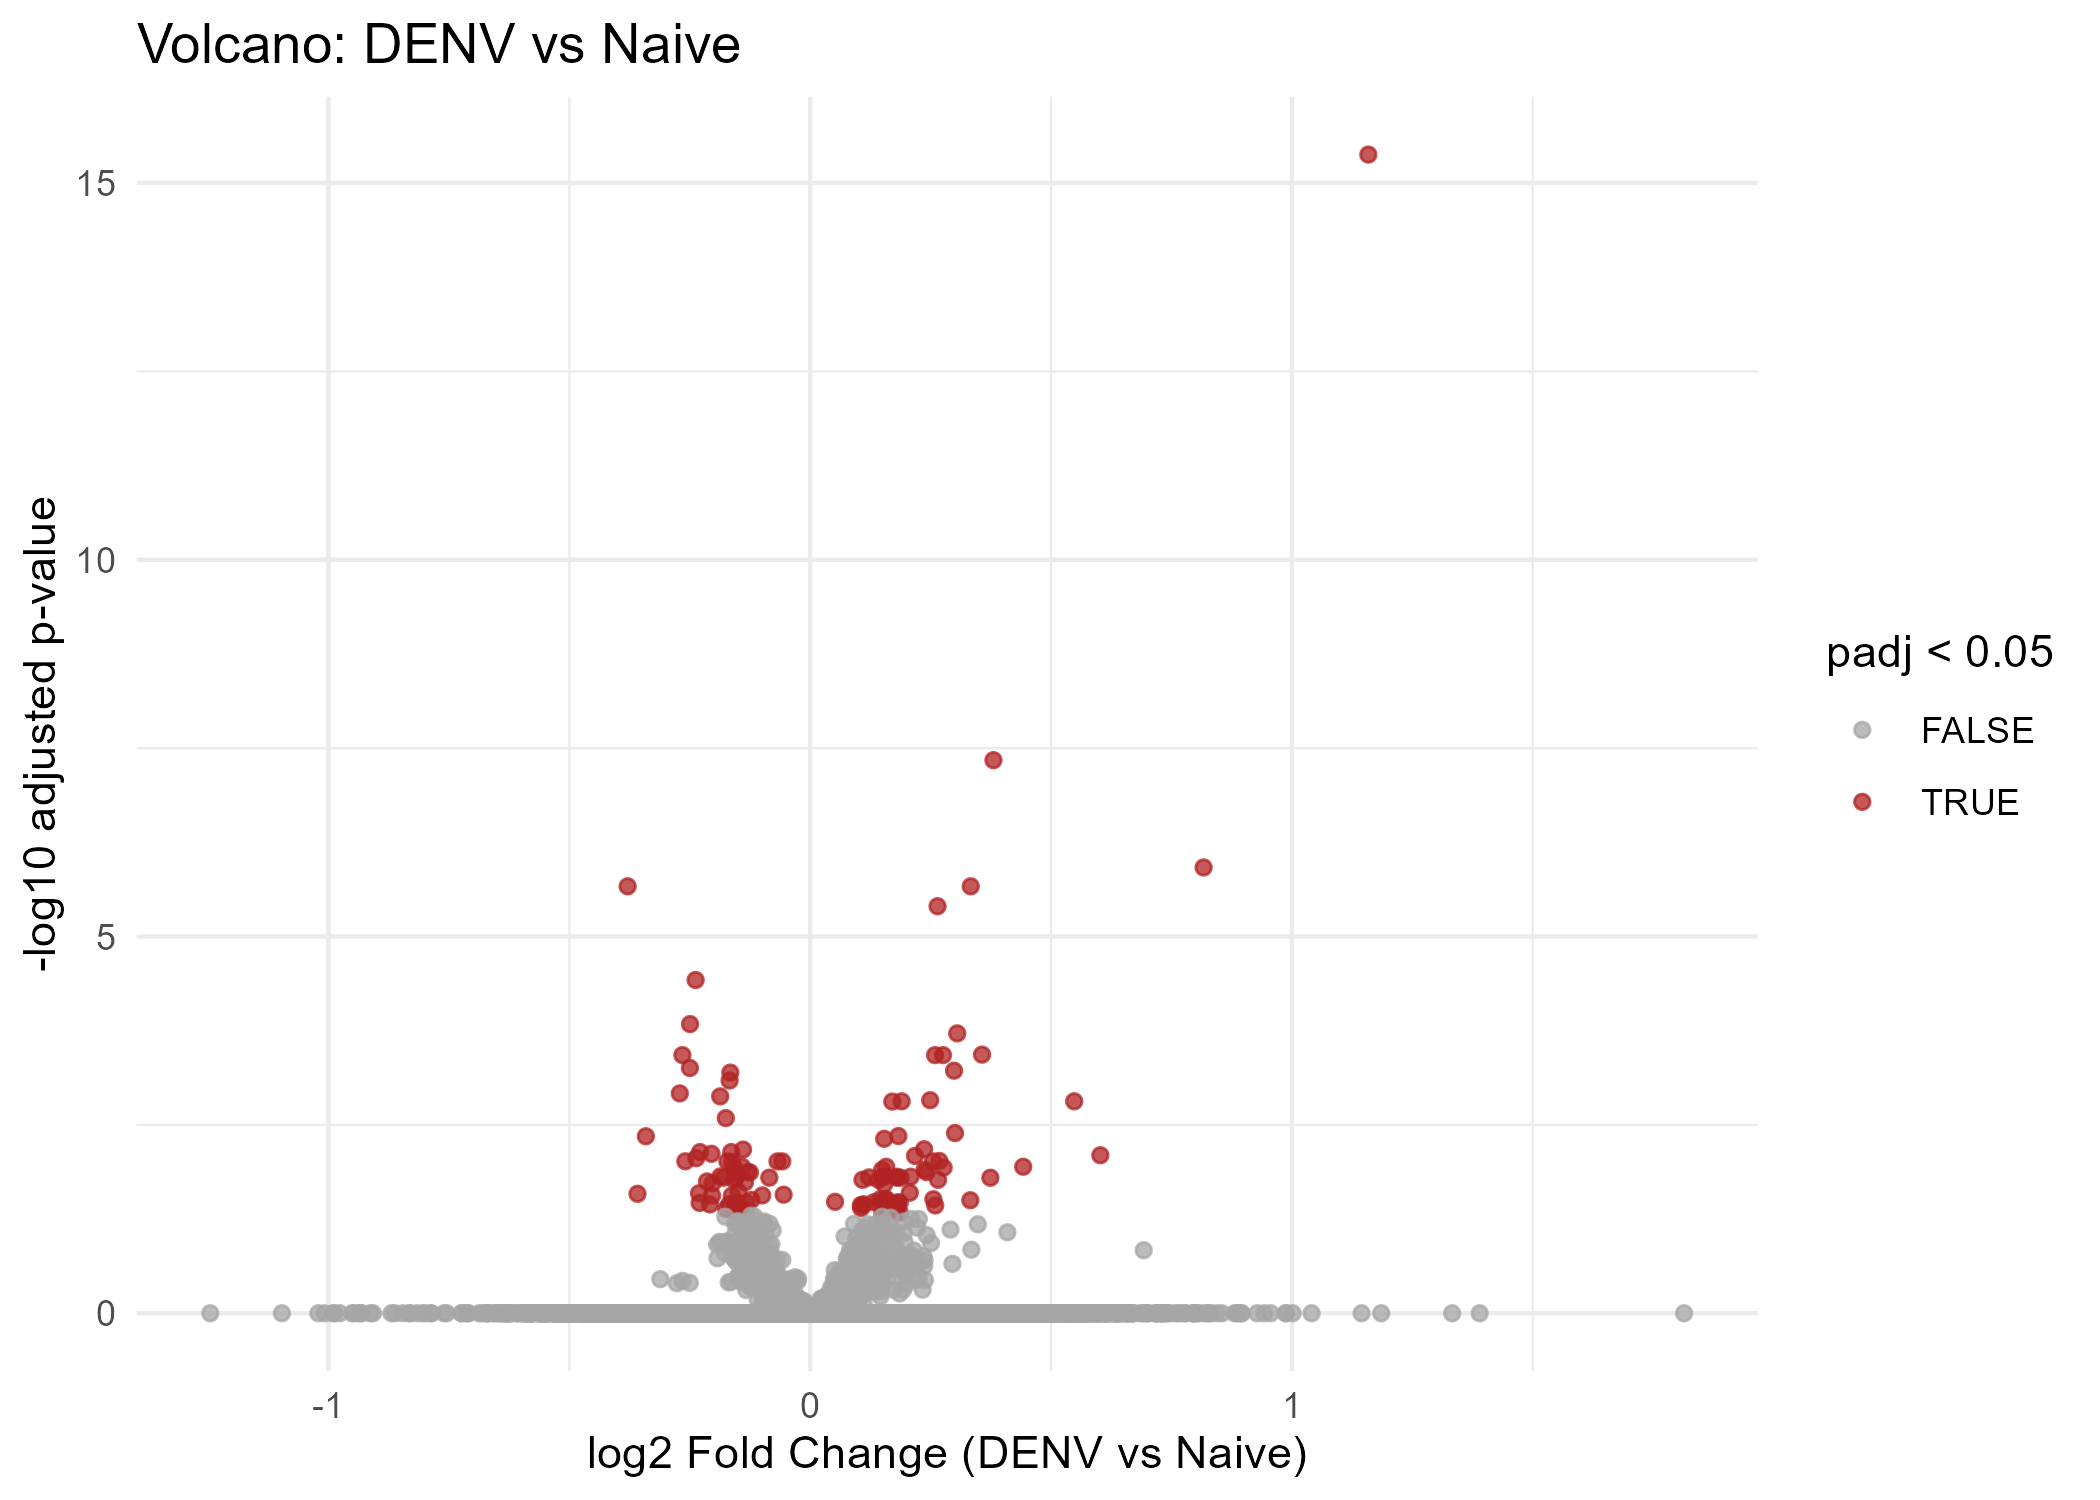 Volcano: DENV vs Naive
-log10 adjusted p-value
15
10
5
0
-1
0
1
log2 Fold Change (DENV vs Naive)
padj < 0.05
FALSE
TRUE